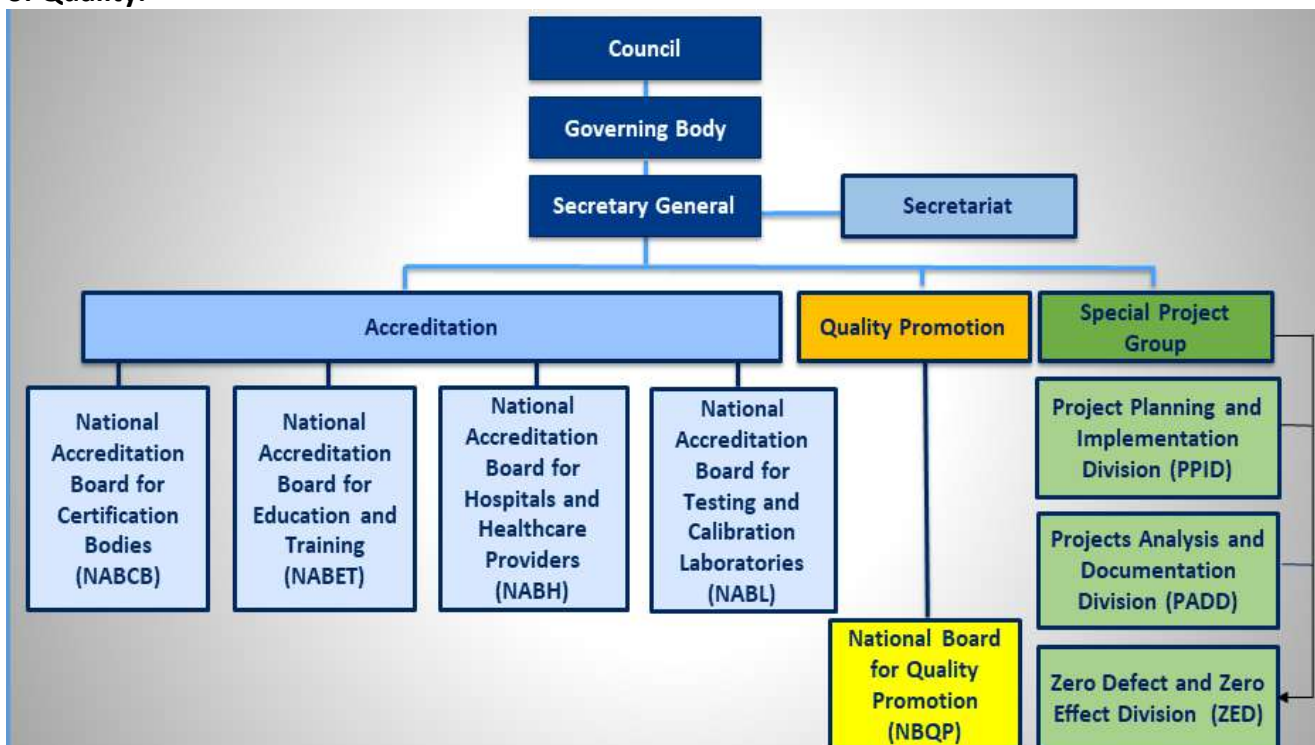 Council
Governing Body
Secretary General
Secretariat
Accreditation
Quality Promotion
Special Project
Group
National
Accreditation
Board for
Certification
Bodies
(NABCB)
National
Accreditation
Board for
Education and
Training
(NABET)
National
Accreditation
Board for
Hospitals and
Healthcare
Providers
(NABH)
National
Accreditation
Board for
Testing and
Calibration
Laboratories
(NABL)
National Board
for Quality
Promotion
(NBQP)
Project Planning and
Implementation
Division (PPID)
Projects Analysis and
Documentation
Division (PADD)
Zero Defect and Zero
Effect Division (ZED)